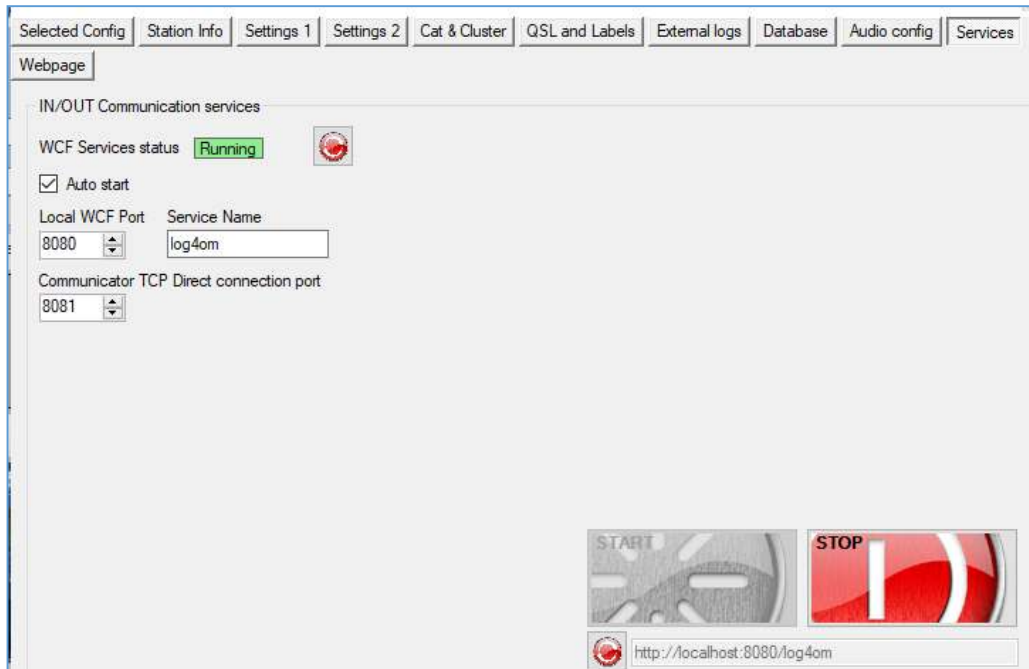 Selected Config Station Info Settings 1 Settings 2 Cat & Cluster QSL and Labels External logs Database Audio config Services
Webpage
IN/OUT Communication services
WCF Services status Running
Auto start
Local WCF Port Service Name
8080 log4om
Communicator TCP Direct connection port
8081
START STOP
http://localhost:8080/log4om